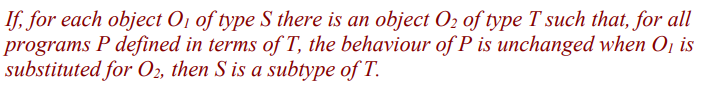 If, for each object O₁ of type S there is an object O₂ of type T such that, for all
programs P defined in terms of T, the behaviour of P is unchanged when O₁ is
substituted for O₂, then S is a subtype of T.